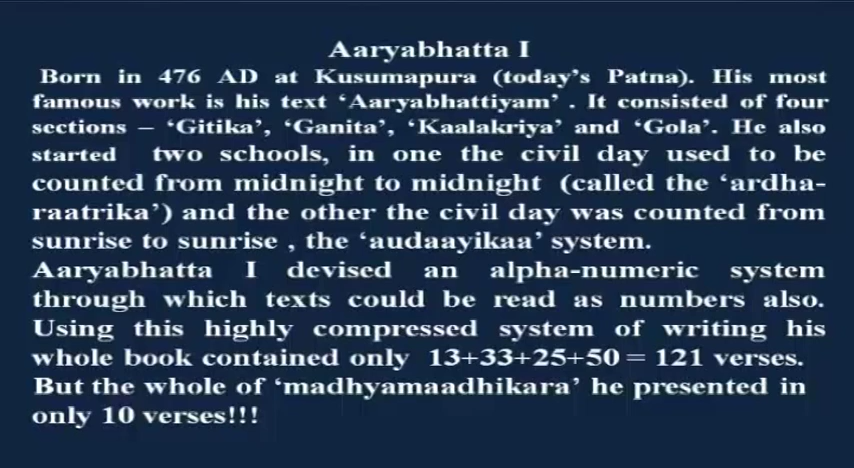 Aaryabhatta I
Born in 476 AD at Kusumapura (today's Patna). His most
famous work is his text 'Aaryabhattiyam' . It consisted of four
sections – 'Gitika', 'Ganita', 'Kaalakriya' and 'Gola'. He also
started two schools, in one the civil day used to be
counted from midnight to midnight (called the 'ardha-
raatrika') and the other the civil day was counted from
sunrise to sunrise , the 'audaayikaa' system.
Aaryabhatta I devised an alpha-numeric system
through which texts could be read as numbers also.
Using this highly compressed system of writing his
whole book contained only 13+33+25+50 = 121 verses.
But the whole of 'madhyamaadhikara' he presented in
only 10 verses!!!